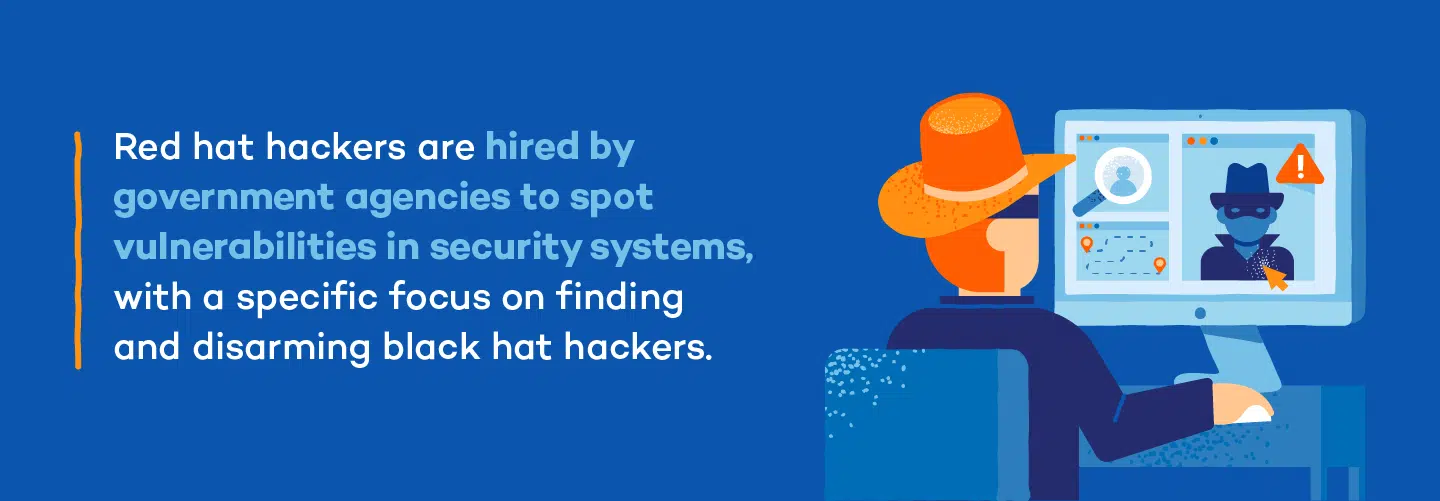 Red hat hackers are hired by
government agencies to spot
vulnerabilities in security systems,
with a specific focus on finding
and disarming black hat hackers.
!